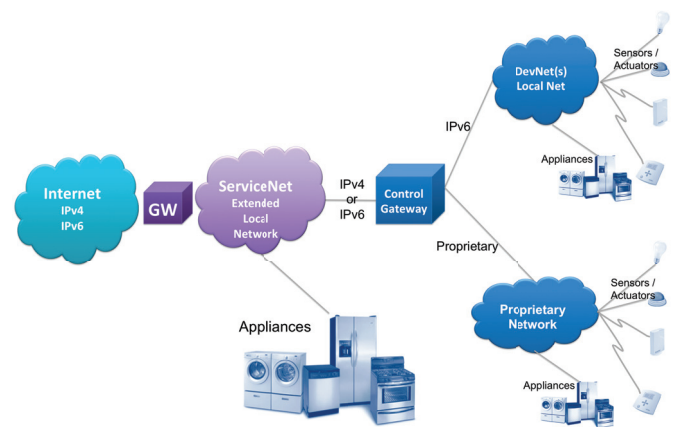 Internet
IPv4
IPv6
GW
ServiceNet
Extended
Local
Network
IPv4
or
IPv6
Control
Gateway
IPv6
Proprietary
DevNet(s)
Local Net
Sensors /
Actuators
Appliances
Proprietary
Network
Sensors /
Actuators
Appliances
Appliances